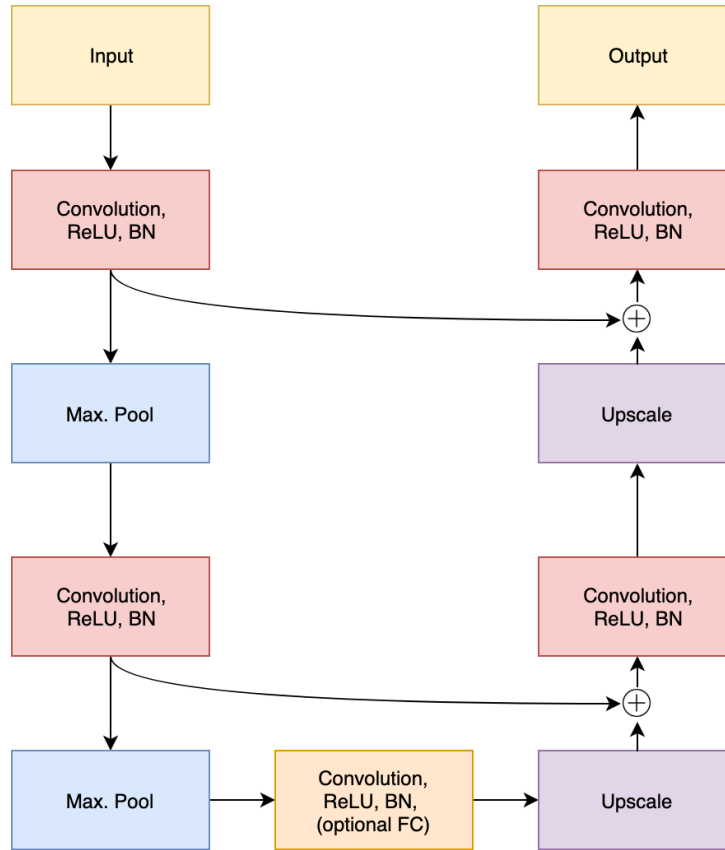 Input
Output
Convolution,
ReLU, BN
Convolution,
ReLU, BN
Max. Pool
Upscale
Convolution,
ReLU, BN
Convolution,
ReLU, BN
Max. Pool
Convolution,
ReLU, BN,
(optional FC)
Upscale